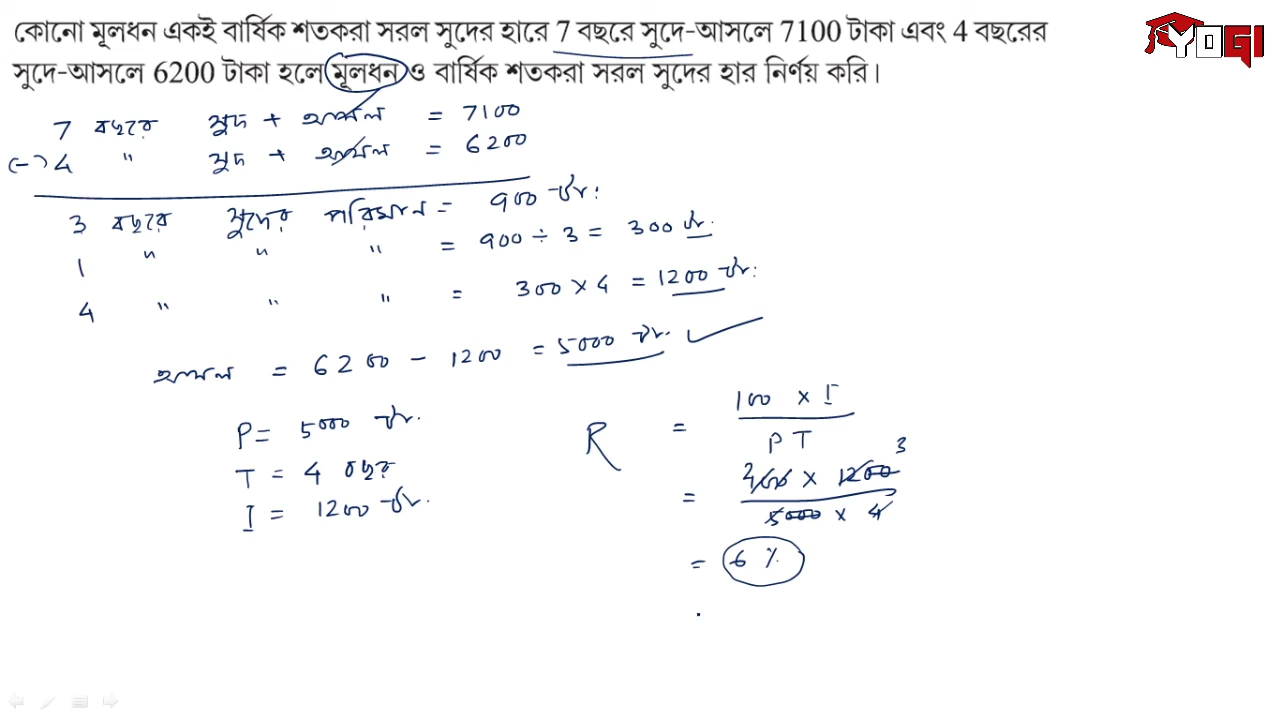 কোনো মূলধন একই বার্ষিক শতকরা সরল সুদের হারে 7 বছরে সুদে-আসলে 7100 টাকা এবং 4 বছরের
সুদে-আসলে 6200 টাকা হলে মূলধন ও বার্ষিক শতকরা সরল সুদের হার নির্ণয় করি।
YOGI
7 বছরে সুদ + আসল = 7100
(-) 4 " সুদ + আসল = 6200
3 বছরে সুদের পরিমান = 900 টা.
1 " " " = 900 ÷ 3 = 300 টা.
4 " " " = 300 × 4 = 1200 টা.
আসল = 6200 - 1200 = 5000 টা.
P = 5000 টা.
T = 4 বছর
I = 1200 টা.
R = 100 × I
P T
3
= 2 100 × 1200
5000 × 4
= 6 %